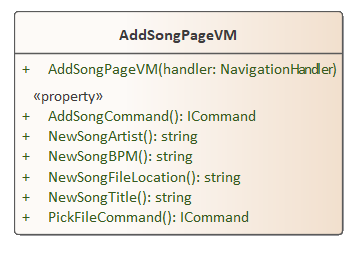 AddSongPageVM
+ AddSongPageVM(handler: NavigationHandler)
«property»
+ AddSongCommand(): ICommand
+ NewSongArtist(): string
+ NewSongBPM(): string
+ NewSongFileLocation(): string
+ NewSongTitle(): string
+ PickFileCommand(): ICommand